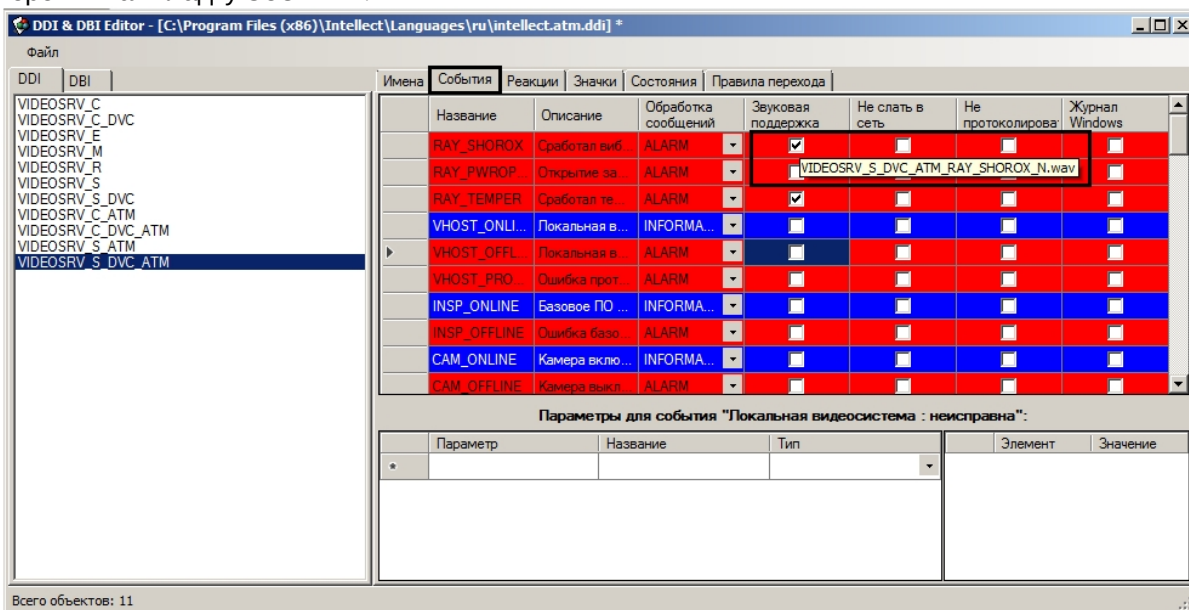 DDI & DBI Editor - [C:\Program Files (x86)\Intellect\Languages\ru\intellect.atm.ddi] *
Файл
DDI DBI
Имена События Реакции Значки Состояния Правила перехода
VIDEOSRV_C
VIDEOSRV_C_DVC
VIDEOSRV_E
VIDEOSRV_M
VIDEOSRV_R
VIDEOSRV_S
VIDEOSRV_S_DVC
VIDEOSRV_C_ATM
VIDEOSRV_C_DVC_ATM
VIDEOSRV_S_ATM
VIDEOSRV_S_DVC_ATM
Название Описание Обработка сообщений Звуковая поддержка Не слать в сеть Не протоколироват Журнал Windows
RAY_SHOROX Сработал виб... ALARM
VIDEOSRV_S_DVC_ATM_RAY_SHOROX_N.wav
RAY_PWROP... Открытие за... ALARM
RAY_TEMPER Сработал те... ALARM
VHOST_ONLI... Локальная в... INFORMA...
VHOST_OFFL... Локальная в... ALARM
VHOST_PRO... Ошибка прот... ALARM
INSP_ONLINE Базовое ПО ... INFORMA...
INSP_OFFLINE Ошибка базо... ALARM
CAM_ONLINE Камера вклю... INFORMA...
CAM_OFFLINE Камера выкл... ALARM
Параметры для события "Локальная видеосистема : неисправна":
Параметр Название Тип Элемент Значение
Всего объектов: 11